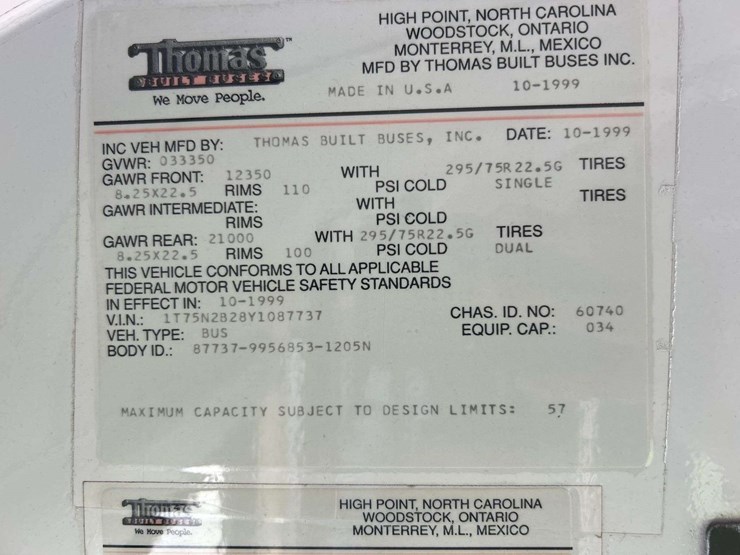 Thomas™
BUILT BUSES
We Move People.
HIGH POINT, NORTH CAROLINA
WOODSTOCK, ONTARIO
MONTERREY, M.L., MEXICO
MFD BY THOMAS BUILT BUSES INC.
MADE IN U.S.A 10-1999
INC VEH MFD BY: THOMAS BUILT BUSES, INC. DATE: 10-1999
GVWR: 033350
GAWR FRONT: 12350 WITH 295/75R22.5G TIRES
8.25X22.5 RIMS 110 PSI COLD SINGLE
GAWR INTERMEDIATE: WITH TIRES
RIMS PSI COLD
GAWR REAR: 21000 WITH 295/75R22.5G TIRES
8.25X22.5 RIMS 100 PSI COLD DUAL
THIS VEHICLE CONFORMS TO ALL APPLICABLE
FEDERAL MOTOR VEHICLE SAFETY STANDARDS
IN EFFECT IN: 10-1999
V.I.N.: 1T75N2B28Y1087737 CHAS. ID. NO: 60740
VEH. TYPE: BUS EQUIP. CAP.: 034
BODY ID.: 87737-9956853-1205N
MAXIMUM CAPACITY SUBJECT TO DESIGN LIMITS: 57
Thomas
BUILT BUSES
We Move People.
HIGH POINT, NORTH CAROLINA
WOODSTOCK, ONTARIO
MONTERREY, M.L., MEXICO